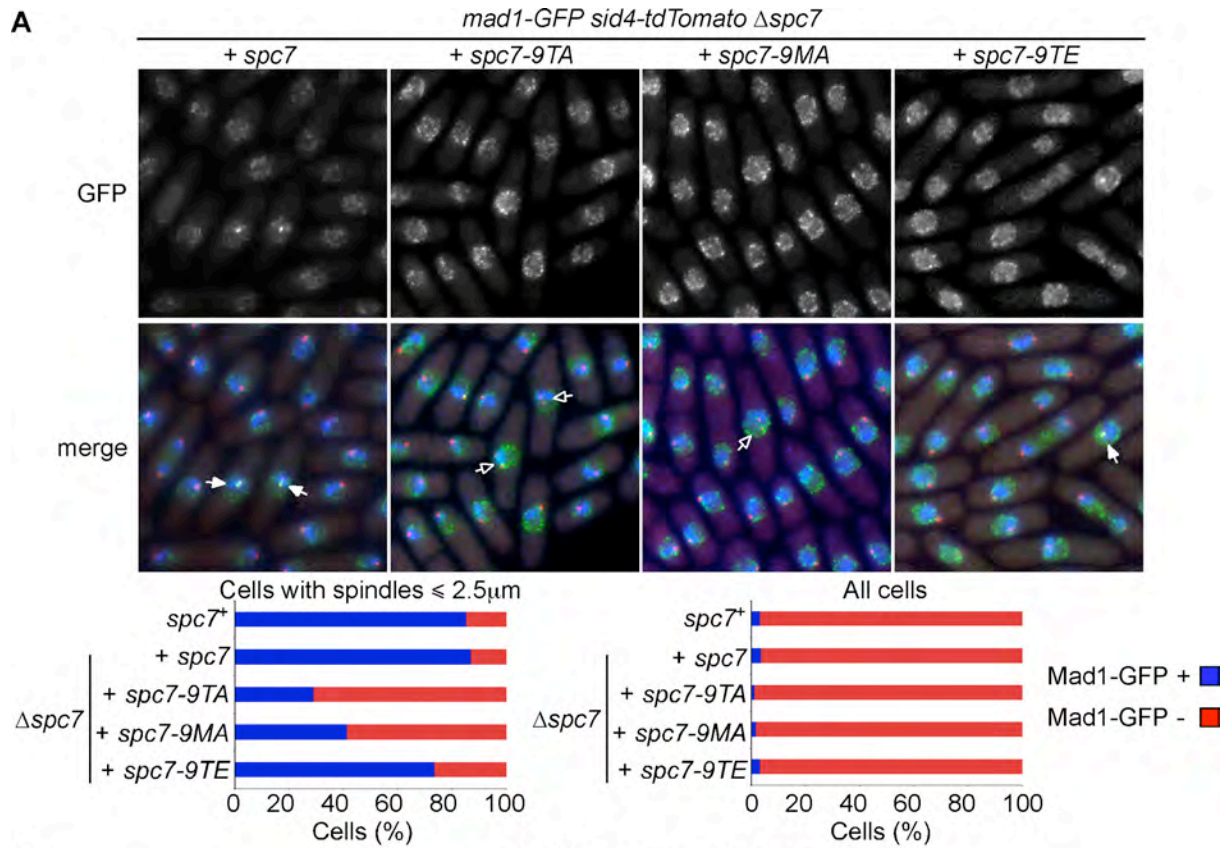 A
mad1-GFP sid4-tdTomato Δspc7
+ spc7 + spc7-9TA + spc7-9MA + spc7-9TE
GFP
merge
Cells with spindles ⩽ 2.5μm
spc7+
Δspc7
+ spc7
+ spc7-9TA
+ spc7-9MA
+ spc7-9TE
0 20 40 60 80 100
Cells (%)
All cells
spc7+
Δspc7
+ spc7
+ spc7-9TA
+ spc7-9MA
+ spc7-9TE
0 20 40 60 80 100
Cells (%)
Mad1-GFP +
Mad1-GFP -